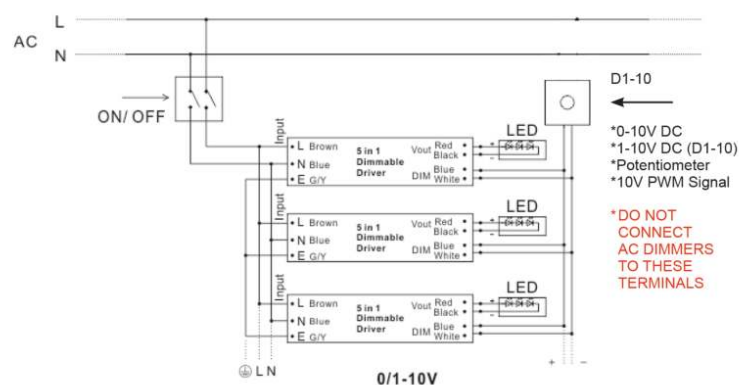 L
AC
N
ON/ OFF
D1-10
*0-10V DC
*1-10V DC (D1-10)
*Potentiometer
*10V PWM Signal
*DO NOT
CONNECT
AC DIMMERS
TO THESE
TERMINALS
Input
L Brown
N Blue
E G/Y
5 in 1
Dimmable
Driver
Vout Red
Black
DIM Blue
White
LED
+
-
Input
L Brown
N Blue
E G/Y
5 in 1
Dimmable
Driver
Vout Red
Black
DIM Blue
White
LED
+
-
Input
L Brown
N Blue
E G/Y
5 in 1
Dimmable
Driver
Vout Red
Black
DIM Blue
White
LED
+
-
L N
+ −
0/1-10V